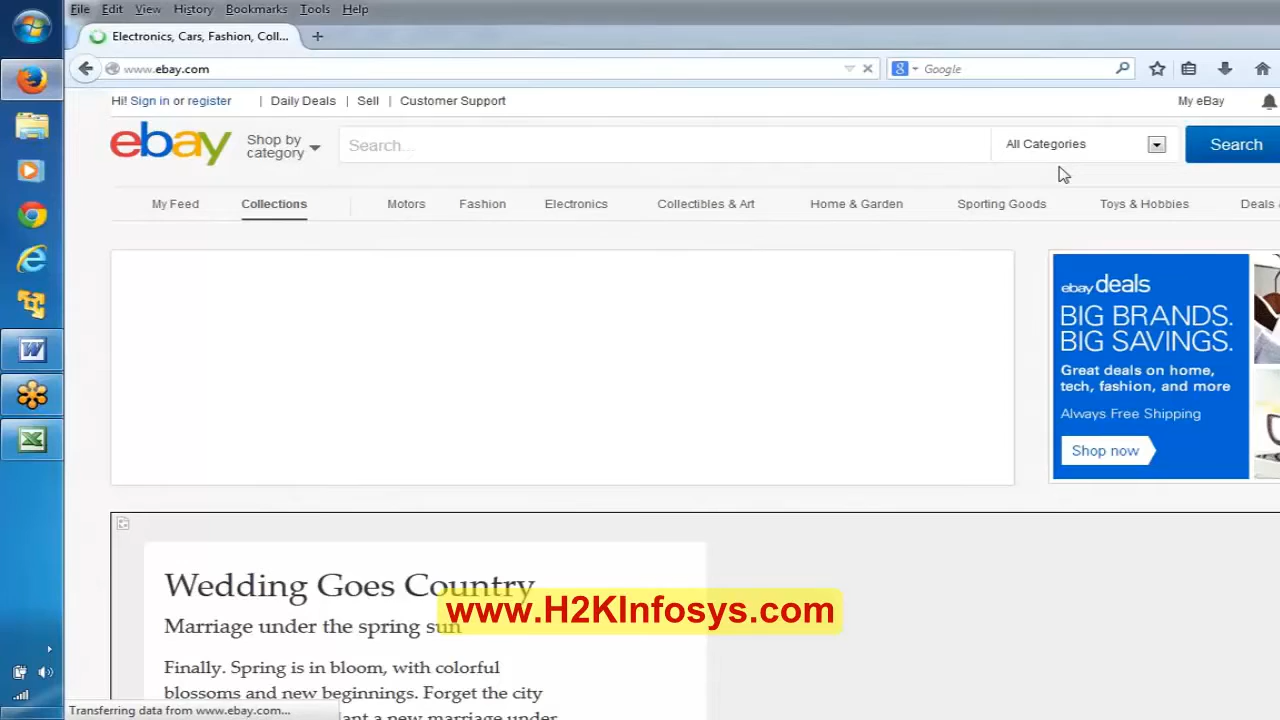 File Edit View History Bookmarks Tools Help
Electronics, Cars, Fashion, Coll...
www.ebay.com
Google
Hi! Sign in or register | Daily Deals | Sell | Customer Support
My eBay
ebay
Shop by
category
Search...
All Categories
Search
My Feed
Collections
Motors
Fashion
Electronics
Collectibles & Art
Home & Garden
Sporting Goods
Toys & Hobbies
Deals
ebay deals
BIG BRANDS.
BIG SAVINGS.
Great deals on home,
tech, fashion, and more
Always Free Shipping
Shop now
Wedding Goes Country
www.H2KInfosys.com
Marriage under the spring sun
Finally. Spring is in bloom, with colorful
blossoms and new beginnings. Forget the city
lant a new marriage under
Transferring data from www.ebay.com...